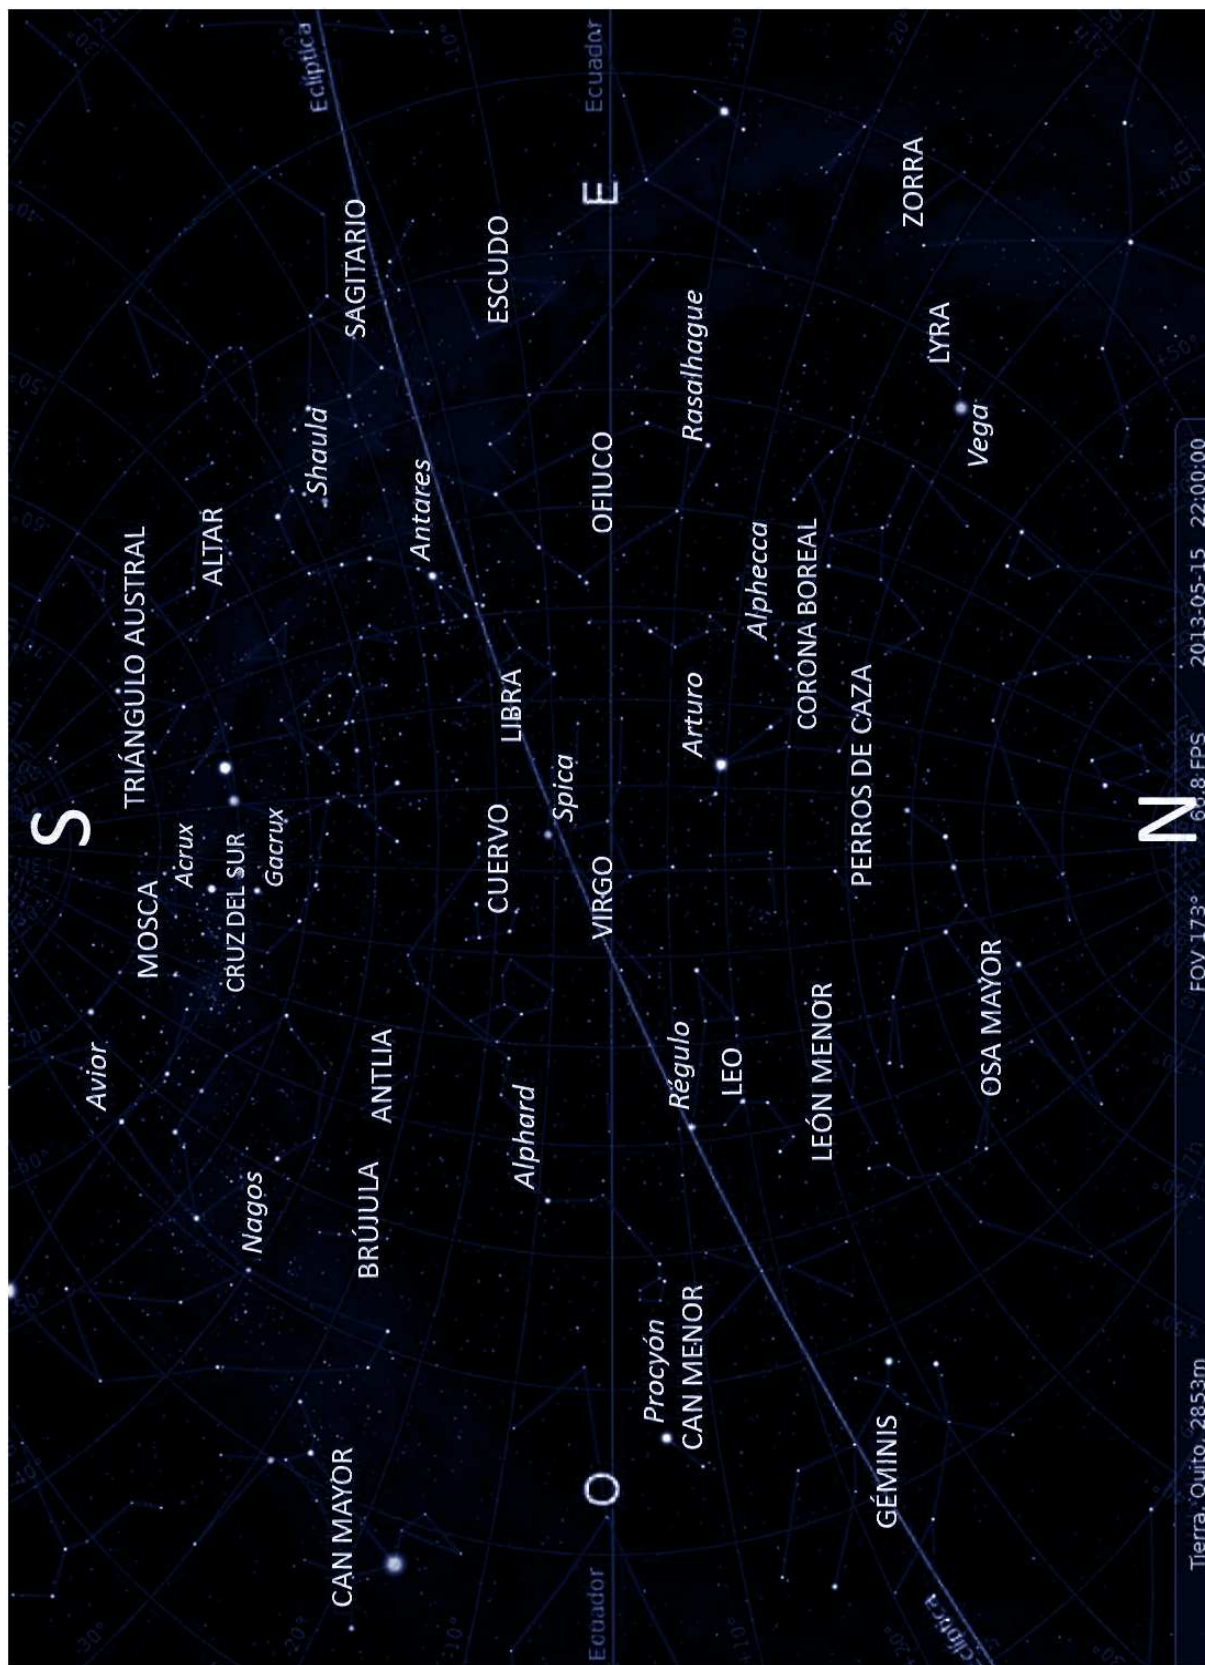 S
Avior
MOSCA
TRIÁNGULO AUSTRAL
Acrux
ALTAR
CRUZ DEL SUR
Nagos
Gacrux
Shaula
Eclíptica
CAN MAYOR
BRÚJULA
SAGITARIO
ANTLIA
Antares
CUERVO
ESCUDO
LIBRA
Alphard
Spica
Ecuador
O
VIRGO
OFIUCO
E
Ecuador
Procyón
CAN MENOR
Régulo
Arturo
Rasalhague
LEO
Alphecca
CORONA BOREAL
LEÓN MENOR
PERROS DE CAZA
GÉMINIS
ZORRA
LYRA
Eclíptica
Vega
OSA MAYOR
N
Tierra, Quito, 2853m FOV 173° FPS 2013-05-15 22:00:00